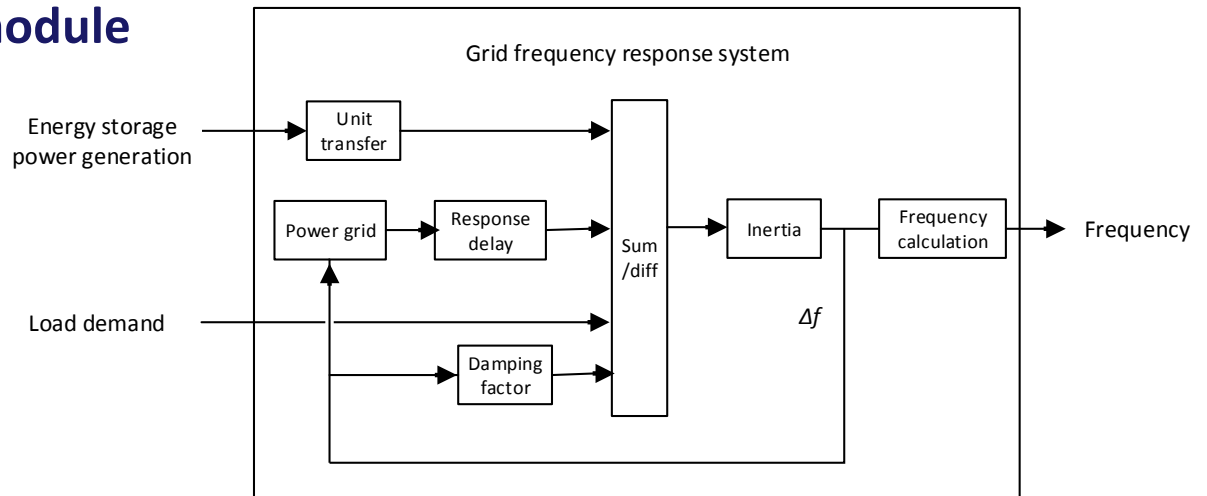 module
Grid frequency response system
Energy storage
power generation
Unit
transfer
Power grid
Response
delay
Sum
/diff
Inertia
Frequency
calculation
Frequency
Load demand
Δf
Damping
factor